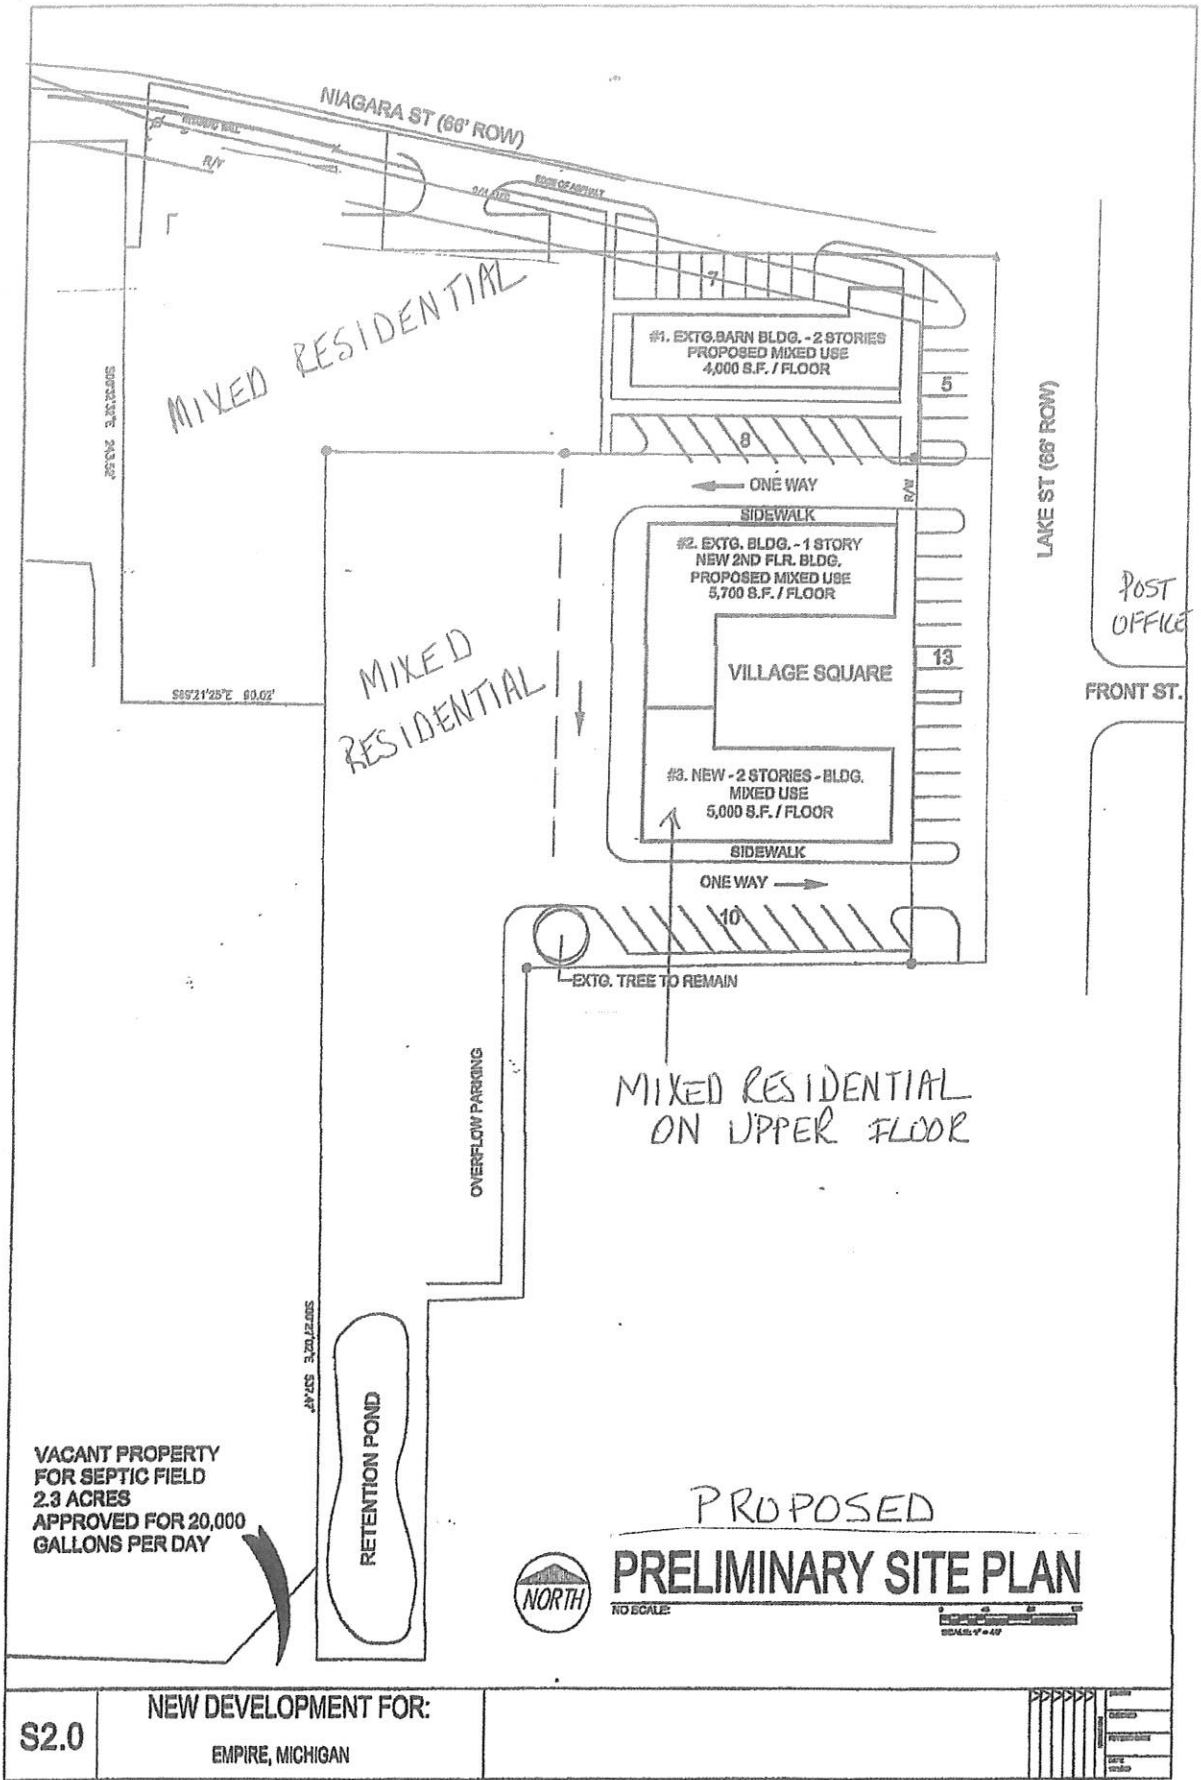 NIAGARA ST (66' ROW)
R/W
EDGE OF ASPHALT
7
MIXED RESIDENTIAL
#1. EXTG.BARN BLDG. - 2 STORIES
PROPOSED MIXED USE
4,000 S.F. / FLOOR
5
8
LAKE ST (66' ROW)
ONE WAY
R/W
SIDEWALK
#2. EXTG. BLDG. - 1 STORY
NEW 2ND FLR. BLDG.
PROPOSED MIXED USE
5,700 S.F. / FLOOR
POST
OFFICE
MIXED
RESIDENTIAL
VILLAGE SQUARE
13
FRONT ST.
#3. NEW - 2 STORIES - BLDG.
MIXED USE
5,000 S.F. / FLOOR
SIDEWALK
ONE WAY
10
EXTG. TREE TO REMAIN
OVERFLOW PARKING
MIXED RESIDENTIAL
ON UPPER FLOOR
RETENTION POND
VACANT PROPERTY
FOR SEPTIC FIELD
2.3 ACRES
APPROVED FOR 20,000
GALLONS PER DAY
PROPOSED
NORTH
PRELIMINARY SITE PLAN
NO SCALE:
SCALE: 1" = 40'
S2.0
NEW DEVELOPMENT FOR:
EMPIRE, MICHIGAN